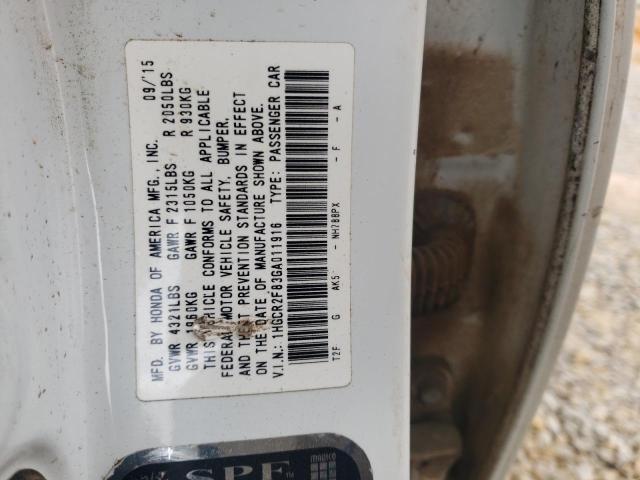 MFD. BY HONDA OF AMERICA MFG., INC. 09/'15
GVWR 4321LBS GAWR F 2315LBS R 2050LBS
GVWR 1960KG GAWR F 1050KG R 930KG
THIS VEHICLE CONFORMS TO ALL APPLICABLE
FEDERAL MOTOR VEHICLE SAFETY, BUMPER,
AND THEFT PREVENTION STANDARDS IN EFFECT
ON THE DATE OF MANUFACTURE SHOWN ABOVE.
V.I.N.: 1HGCR2F83GA011916 TYPE: PASSENGER CAR
T2F G AK5 - NH788PX - F - A
SPF™